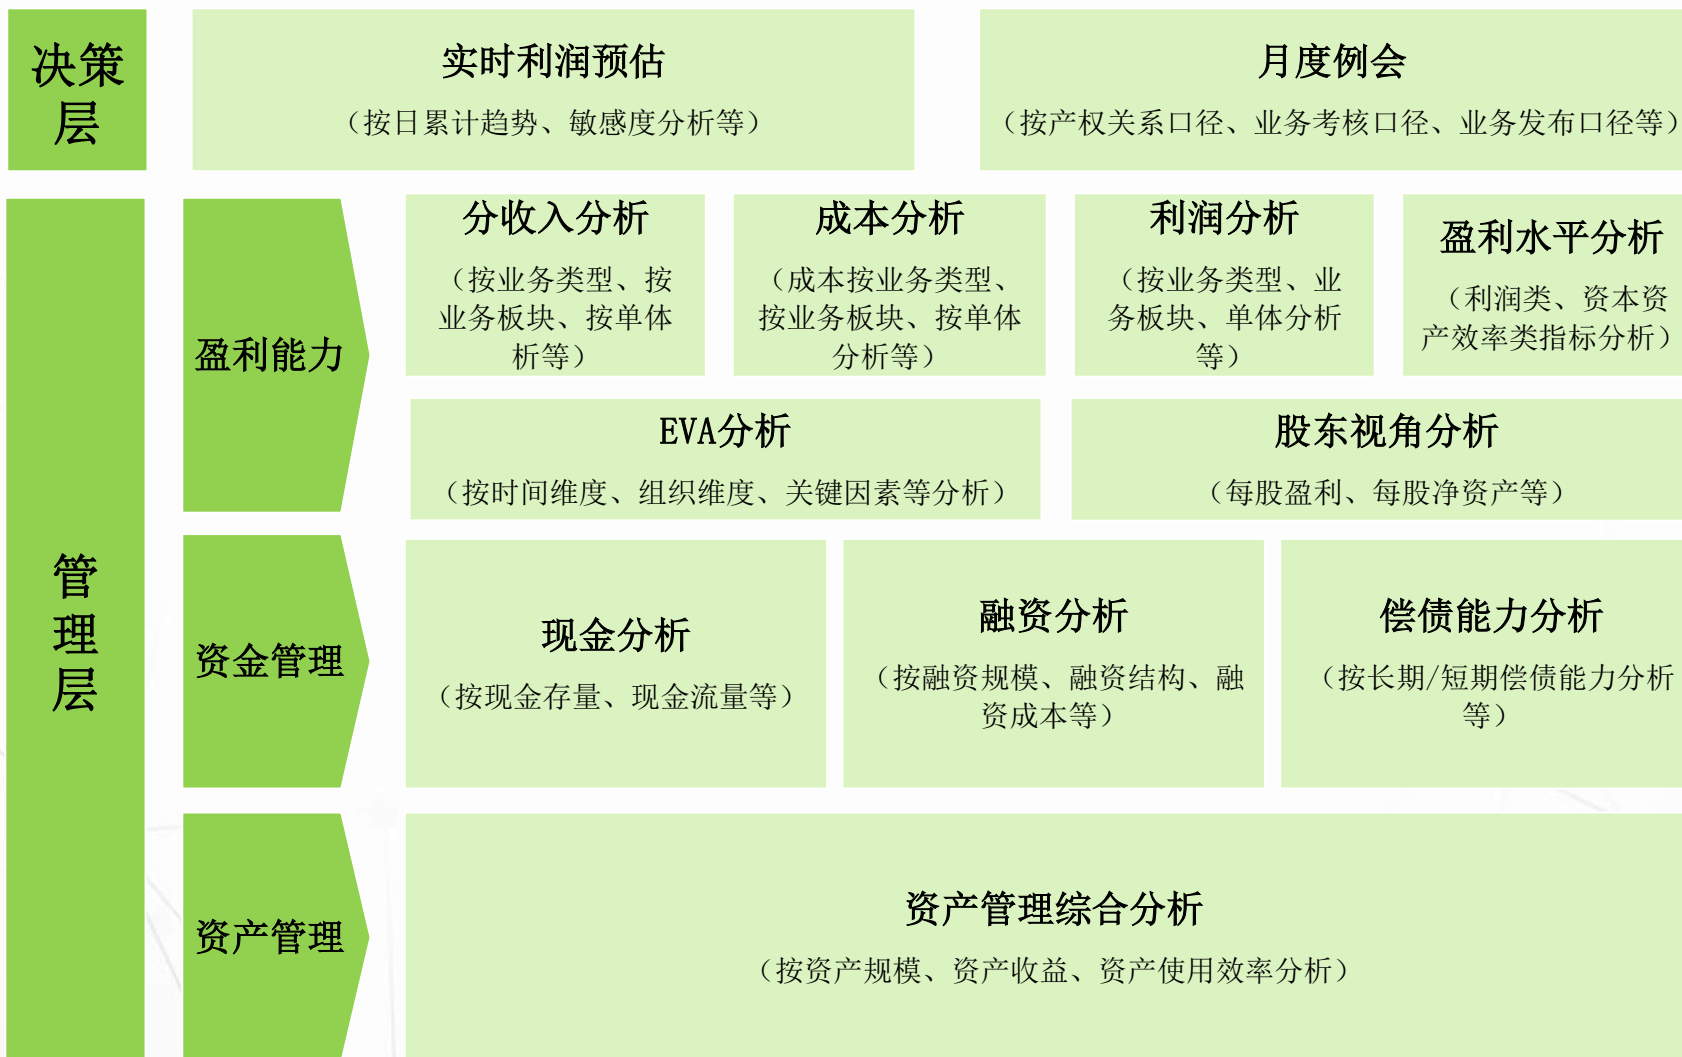 决策
层
实时利润预估
（按日累计趋势、敏感度分析等）
月度例会
（按产权关系口径、业务考核口径、业务发布口径等）
管
理
层
盈利能力
分收入分析
（按业务类型、按
业务板块、按单体
析等）
成本分析
（成本按业务类型、
按业务板块、按单体
分析等）
利润分析
（按业务类型、业
务板块、单体分析
等）
盈利水平分析
（利润类、资本资
产效率类指标分析）
EVA分析
（按时间维度、组织维度、关键因素等分析）
股东视角分析
（每股盈利、每股净资产等）
资金管理
现金分析
（按现金存量、现金流量等）
融资分析
（按融资规模、融资结构、融
资成本等）
偿债能力分析
（按长期/短期偿债能力分析
等）
资产管理
资产管理综合分析
（按资产规模、资产收益、资产使用效率分析）